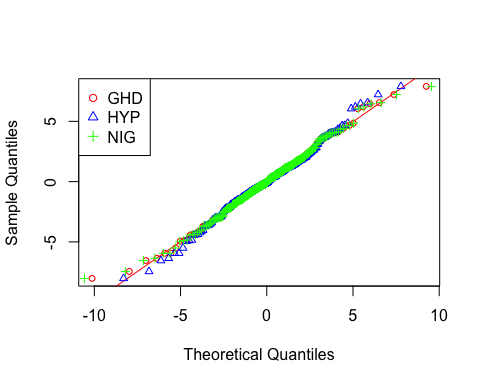 GHD
HYP
NIG
Sample Quantiles
5
0
-5
-10 -5 0 5 10
Theoretical Quantiles